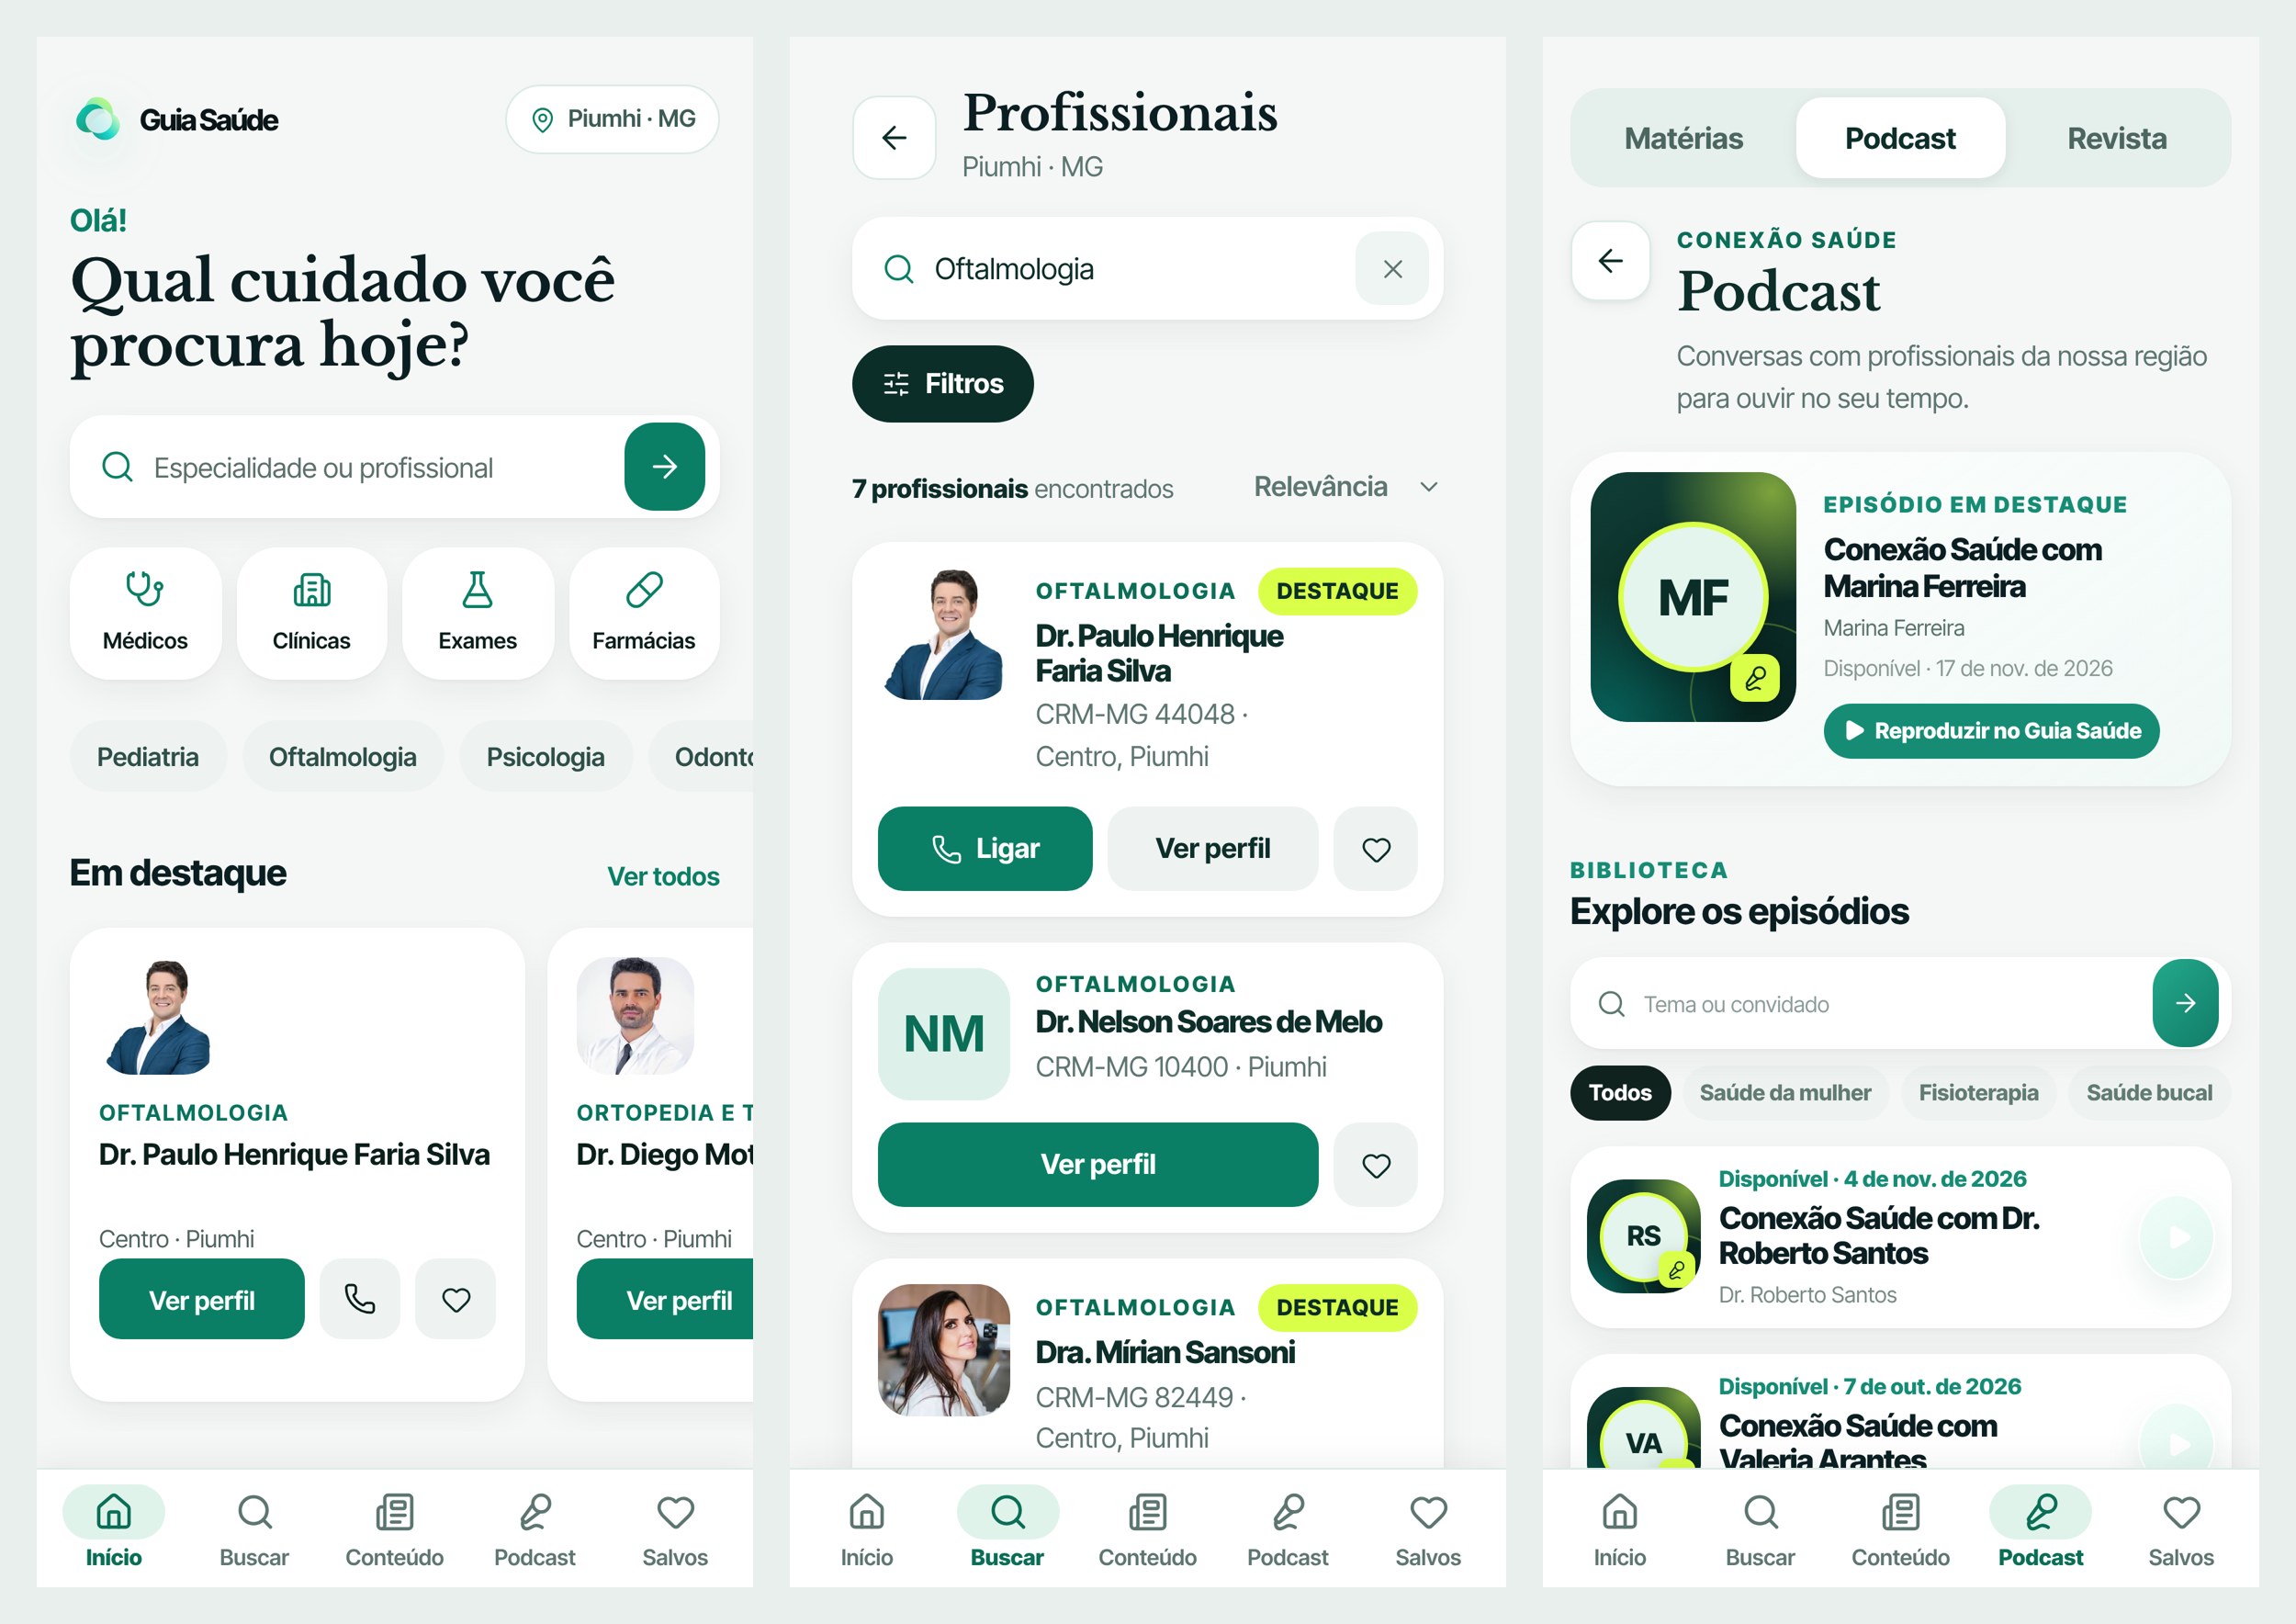 Guia Saúde
Piumhi · MG
Olá!
Qual cuidado você
procura hoje?
Especialidade ou profissional
Médicos
Clínicas
Exames
Farmácias
Pediatria
Oftalmologia
Psicologia
Odonto
Em destaque
Ver todos
OFTALMOLOGIA
Dr. Paulo Henrique Faria Silva
Centro · Piumhi
Ver perfil
ORTOPEDIA E T
Dr. Diego Mot
Centro · Piumhi
Ver perfil
Início
Buscar
Conteúdo
Podcast
Salvos
Profissionais
Piumhi · MG
Oftalmologia
Filtros
7 profissionais encontrados
Relevância
OFTALMOLOGIA
DESTAQUE
Dr. Paulo Henrique
Faria Silva
CRM-MG 44048 ·
Centro, Piumhi
Ligar
Ver perfil
NM
OFTALMOLOGIA
Dr. Nelson Soares de Melo
CRM-MG 10400 · Piumhi
Ver perfil
OFTALMOLOGIA
DESTAQUE
Dra. Mírian Sansoni
CRM-MG 82449 ·
Centro, Piumhi
Início
Buscar
Conteúdo
Podcast
Salvos
Matérias
Podcast
Revista
CONEXÃO SAÚDE
Podcast
Conversas com profissionais da nossa região
para ouvir no seu tempo.
MF
EPISÓDIO EM DESTAQUE
Conexão Saúde com
Marina Ferreira
Marina Ferreira
Disponível · 17 de nov. de 2026
Reproduzir no Guia Saúde
BIBLIOTECA
Explore os episódios
Tema ou convidado
Todos
Saúde da mulher
Fisioterapia
Saúde bucal
RS
Disponível · 4 de nov. de 2026
Conexão Saúde com Dr.
Roberto Santos
Dr. Roberto Santos
VA
Disponível · 7 de out. de 2026
Conexão Saúde com
Valeria Arantes
Início
Buscar
Conteúdo
Podcast
Salvos